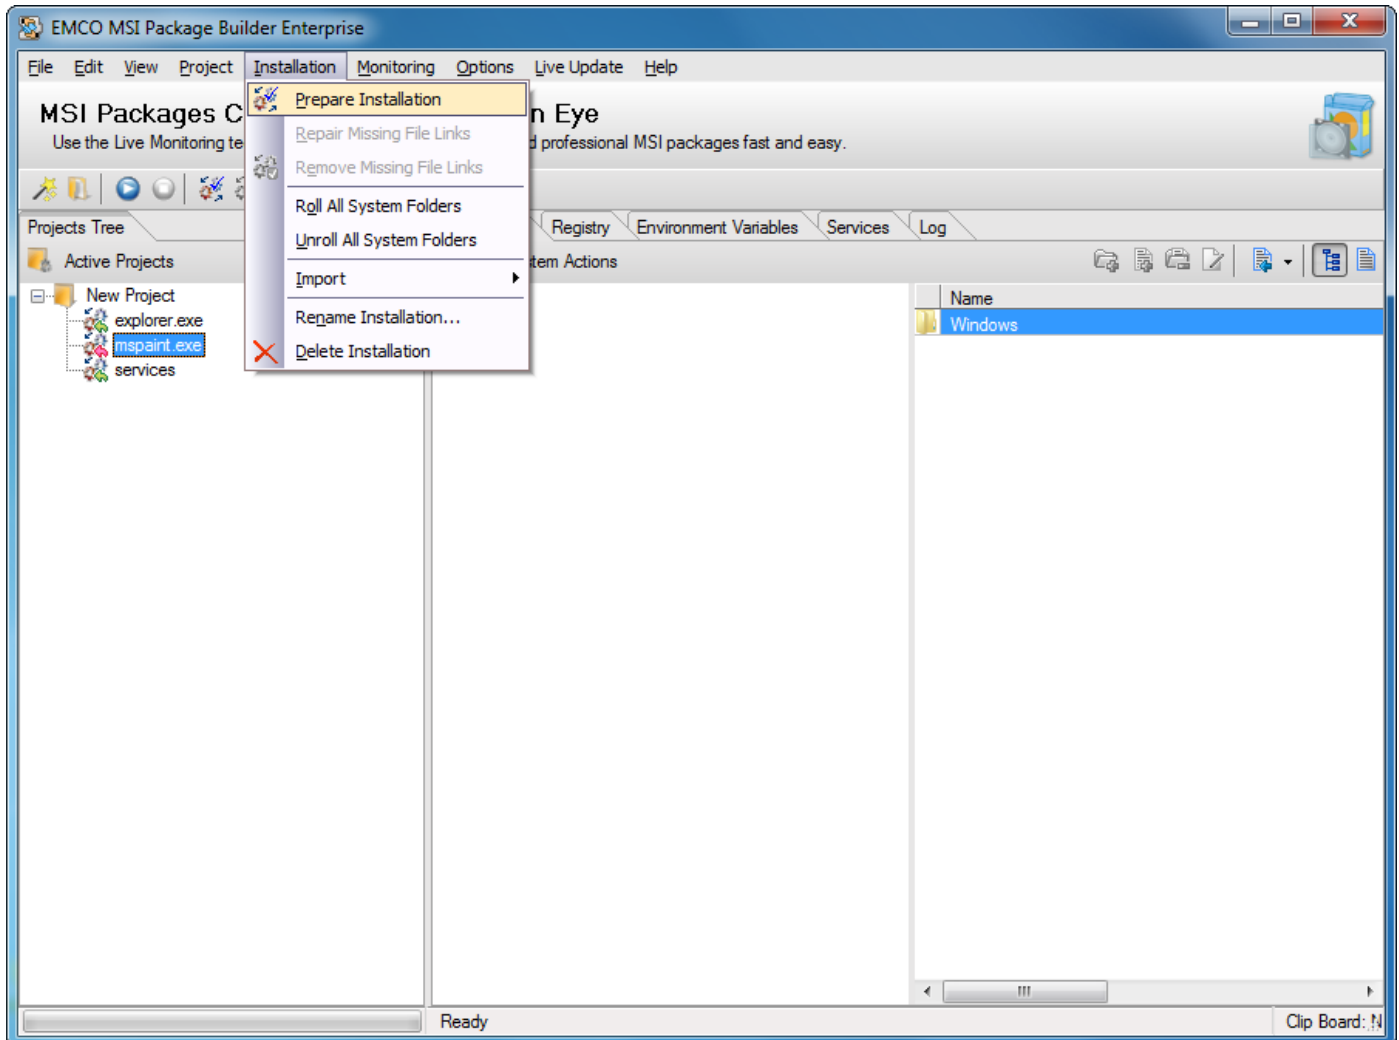 EMCO MSI Package Builder Enterprise
File Edit View Project Installation Monitoring Options Live Update Help
MSI Packages C
n Eye
Use the Live Monitoring te
d professional MSI packages fast and easy.
Prepare Installation
Repair Missing File Links
Remove Missing File Links
Roll All System Folders
Unroll All System Folders
Import
Rename Installation...
Delete Installation
Projects Tree
Registry Environment Variables Services Log
Active Projects
tem Actions
New Project
explorer.exe
mspaint.exe
services
Name
Windows
Ready
Clip Board: N